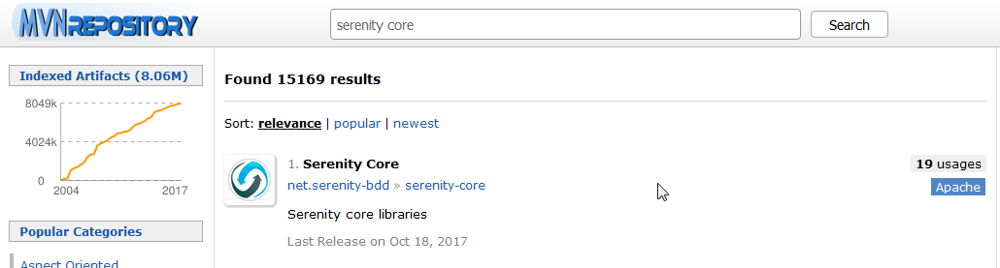 MVNREPOSITORY
serenity core
Search
Indexed Artifacts (8.06M)
8049k
4024k
0
2004 2017
Popular Categories
Aspect Oriented
Found 15169 results
Sort: relevance | popular | newest
1. Serenity Core
19 usages
net.serenity-bdd » serenity-core
Apache
Serenity core libraries
Last Release on Oct 18, 2017